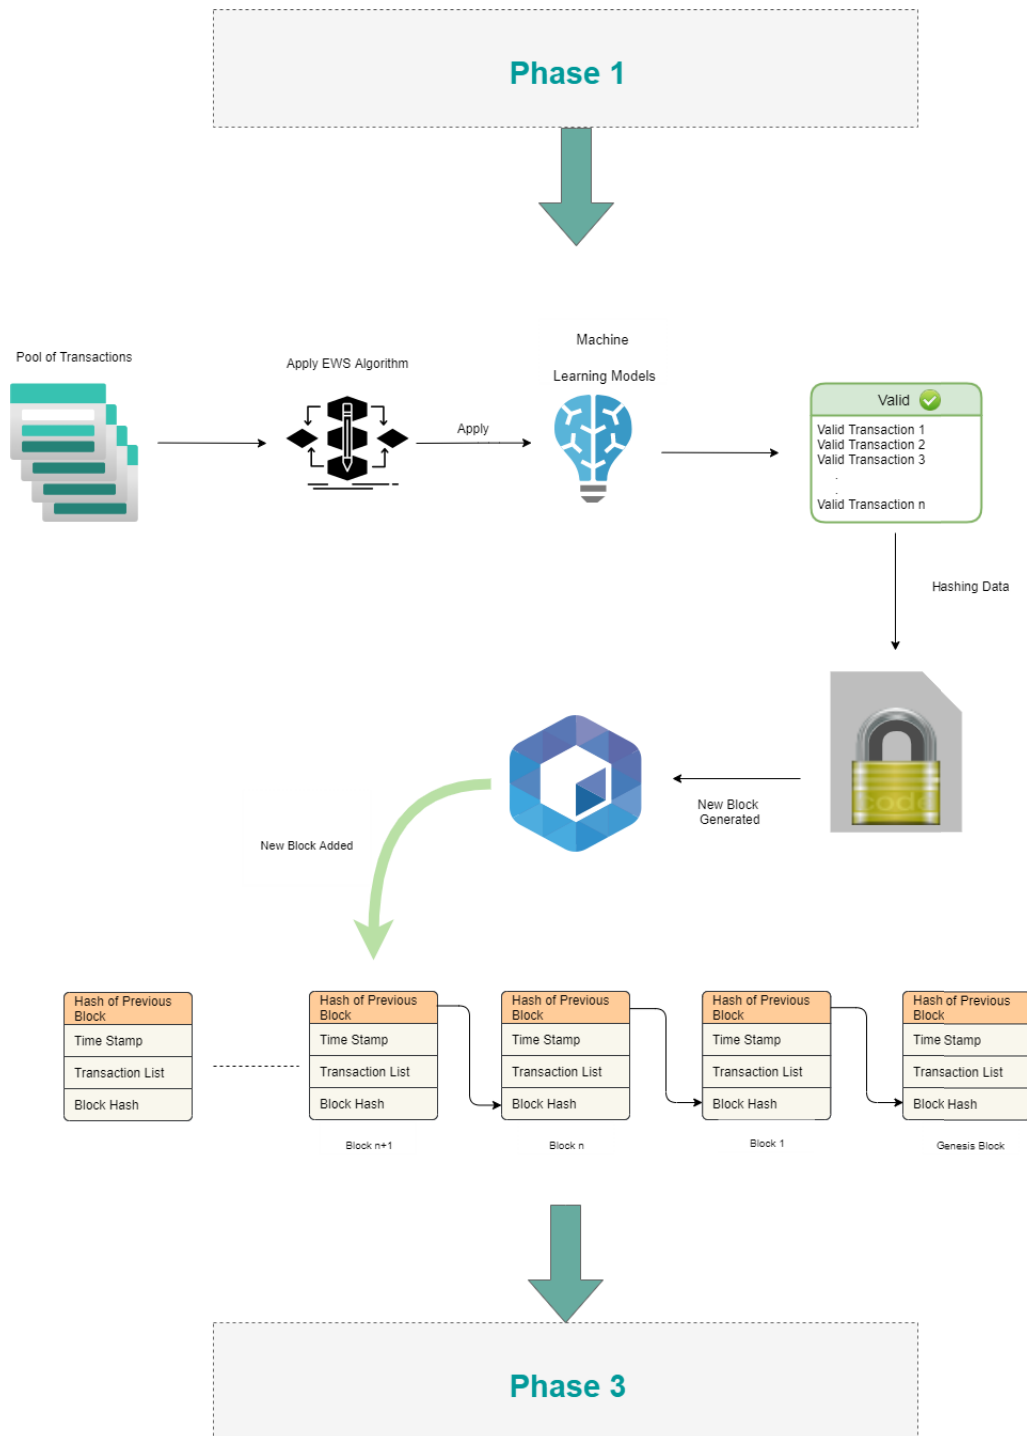 Phase 1
Pool of Transactions
Apply EWS Algorithm
Apply
Machine
Learning Models
Valid
Valid Transaction 1
Valid Transaction 2
Valid Transaction 3
.
.
Valid Transaction n
Hashing Data
code
New Block
Generated
New Block Added
Hash of Previous
Block
Time Stamp
Transaction List
Block Hash
Hash of Previous
Block
Time Stamp
Transaction List
Block Hash
Block n+1
Hash of Previous
Block
Time Stamp
Transaction List
Block Hash
Block n
Hash of Previous
Block
Time Stamp
Transaction List
Block Hash
Block 1
Hash of Previous
Block
Time Stamp
Transaction List
Block Hash
Genesis Block
Phase 3